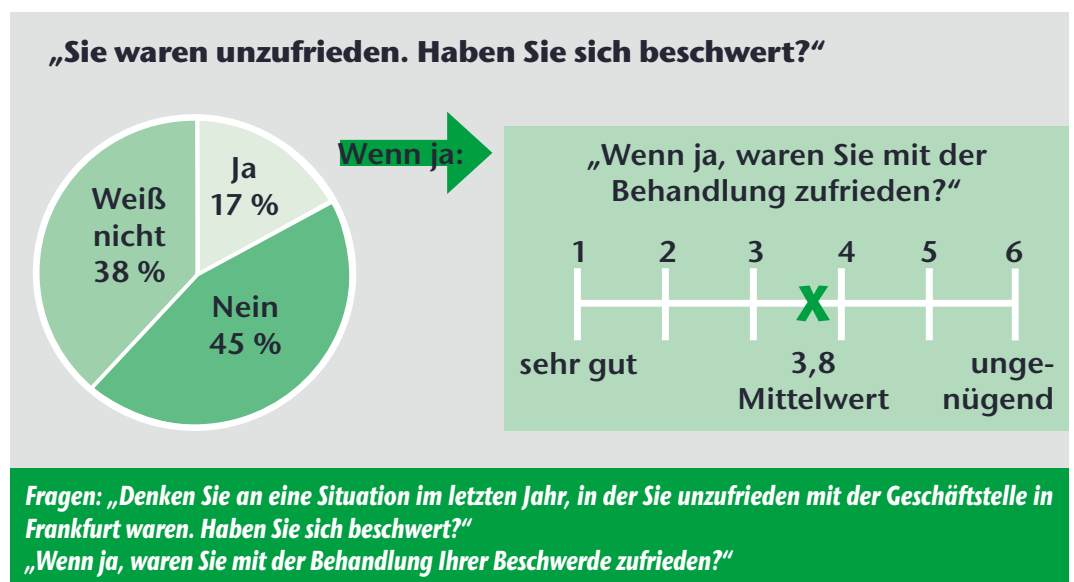 „Sie waren unzufrieden. Haben Sie sich beschwert?“
Ja
17 %
Weiß
nicht
38 %
Nein
45 %
Wenn ja:
„Wenn ja, waren Sie mit der
Behandlung zufrieden?“
1 2 3 4 5 6
X
sehr gut
3,8
Mittelwert
unge-
nügend
Fragen: „Denken Sie an eine Situation im letzten Jahr, in der Sie unzufrieden mit der Geschäftstelle in
Frankfurt waren. Haben Sie sich beschwert?“
„Wenn ja, waren Sie mit der Behandlung Ihrer Beschwerde zufrieden?“